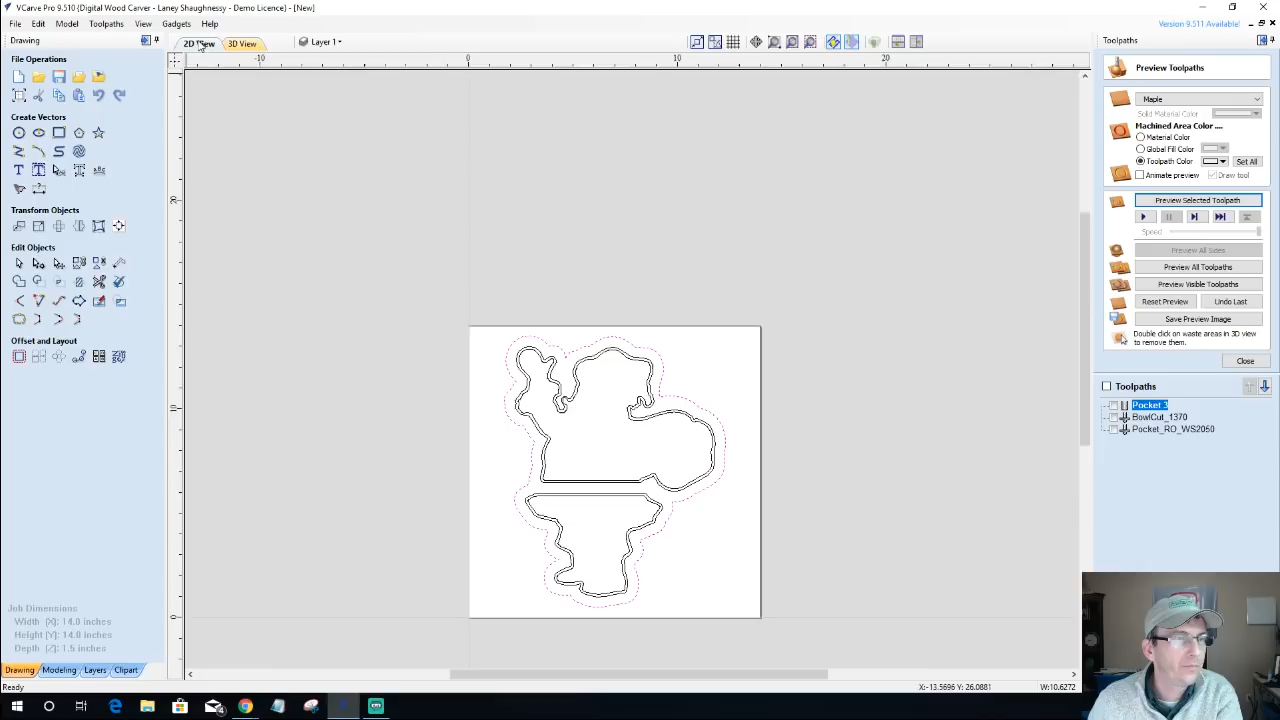 VCarve Pro 9.510 {Digital Wood Carver - Laney Shaughnessy - Demo Licence} - [New]
File Edit Model Toolpaths View Gadgets Help
Version 9.511 Available!
Drawing
2D View
3D View
Layer 1
Toolpaths
-10 0 10 20
20
10
0
File Operations
Create Vectors
Transform Objects
Edit Objects
Offset and Layout
Job Dimensions
Width (X): 14.0 inches
Height (Y): 14.0 inches
Depth (Z): 1.5 inches
Drawing Modeling Layers Clipart
Ready
X:-13.5696 Y: 26.0881
W:10.6272
Preview Toolpaths
Maple
Solid Material Color
Machined Area Color ....
Material Color
Global Fill Color
Toolpath Color
Set All
Animate preview
Draw tool
Preview Selected Toolpath
Speed
Preview All Sides
Preview All Toolpaths
Preview Visible Toolpaths
Reset Preview
Undo Last
Save Preview Image
Double click on waste areas in 3D view
to remove them.
Close
Toolpaths
Pocket 3
BowlCut_1370
Pocket_RO_WS2050